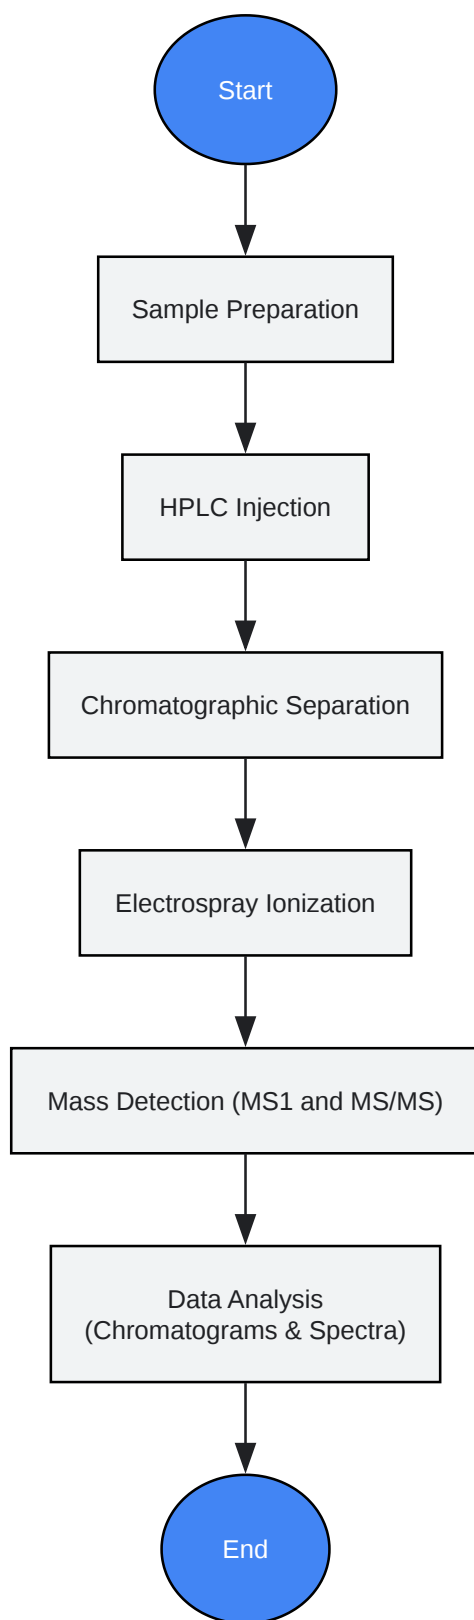 Start
Sample Preparation
HPLC Injection
Chromatographic Separation
Electrospray Ionization
Mass Detection (MS1 and MS/MS)
Data Analysis
(Chromatograms & Spectra)
End